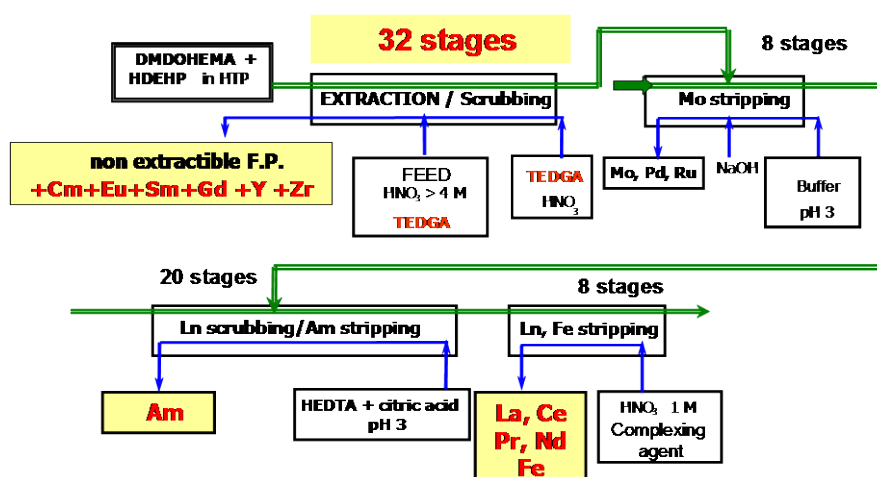 32 stages
8 stages
DMDOHEMA +
HDEHP in HTP
EXTRACTION / Scrubbing
Mo stripping
non extractible F.P.
+Cm+Eu+Sm+Gd +Y +Zr
FEED
HNO₃ > 4 M
TEDGA
TEDGA
HNO₃
Mo, Pd, Ru
NaOH
Buffer
pH 3
20 stages
8 stages
Ln scrubbing/Am stripping
Ln, Fe stripping
Am
HEDTA + citric acid
pH 3
La, Ce
Pr, Nd
Fe
HNO₃ 1 M
Complexing
agent